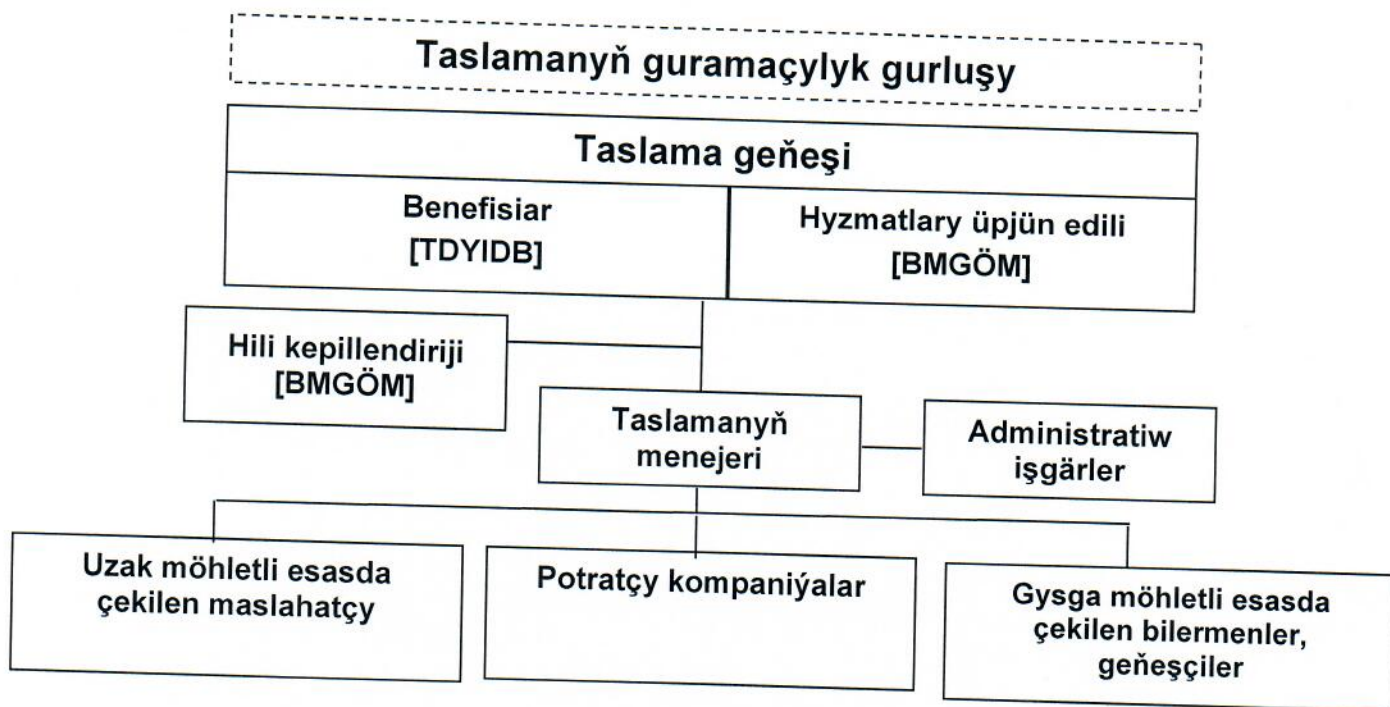 Taslamanyň guramaçylyk gurluşy
Taslama geňeşi
Benefisiar
[TDYIDB]
Hyzmatlary üpjün edili
[BMGÖM]
Hili kepillendiriji
[BMGÖM]
Taslamanyň
menejeri
Administratiw
işgärler
Uzak möhletli esasda
çekilen maslahatçy
Potratçy kompaniýalar
Gysga möhletli esasda
çekilen bilermenler,
geňeşçiler